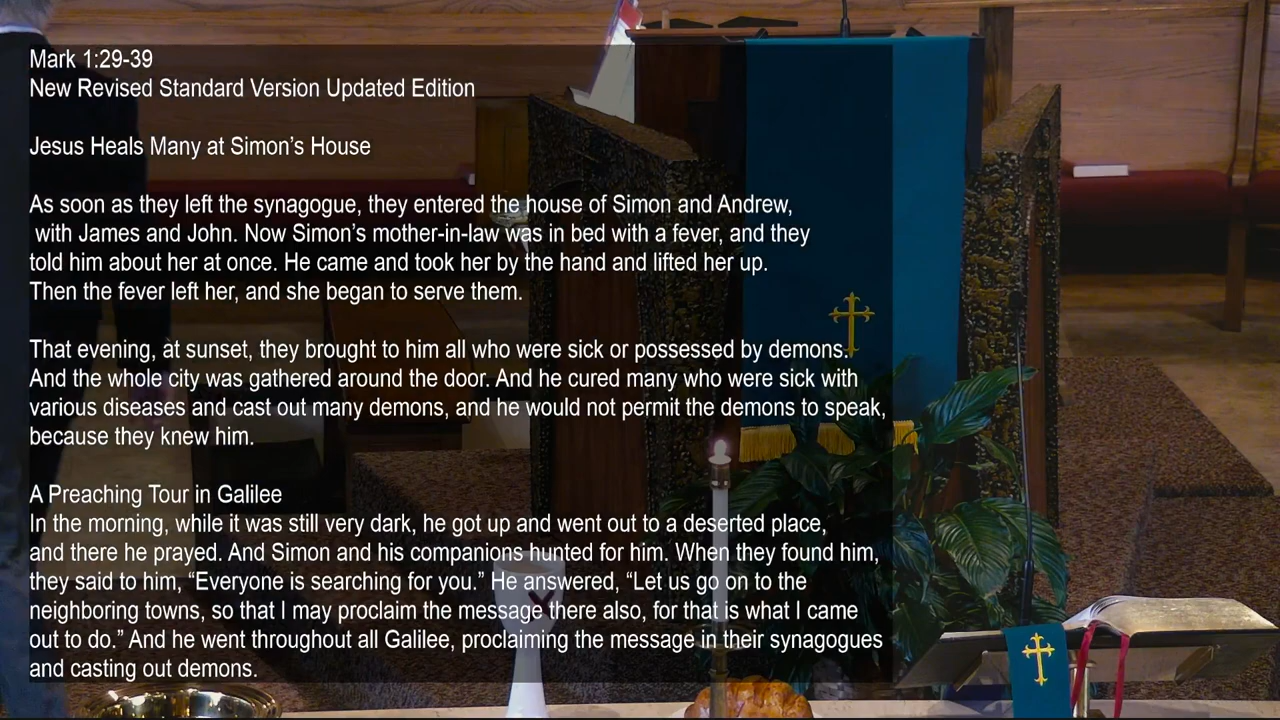 Mark 1:29-39
New Revised Standard Version Updated Edition
Jesus Heals Many at Simon’s House
As soon as they left the synagogue, they entered the house of Simon and Andrew,
with James and John. Now Simon’s mother-in-law was in bed with a fever, and they
told him about her at once. He came and took her by the hand and lifted her up.
Then the fever left her, and she began to serve them.
That evening, at sunset, they brought to him all who were sick or possessed by demons.
And the whole city was gathered around the door. And he cured many who were sick with
various diseases and cast out many demons, and he would not permit the demons to speak,
because they knew him.
A Preaching Tour in Galilee
In the morning, while it was still very dark, he got up and went out to a deserted place,
and there he prayed. And Simon and his companions hunted for him. When they found him,
they said to him, “Everyone is searching for you.” He answered, “Let us go on to the
neighboring towns, so that I may proclaim the message there also, for that is what I came
out to do.” And he went throughout all Galilee, proclaiming the message in their synagogues
and casting out demons.